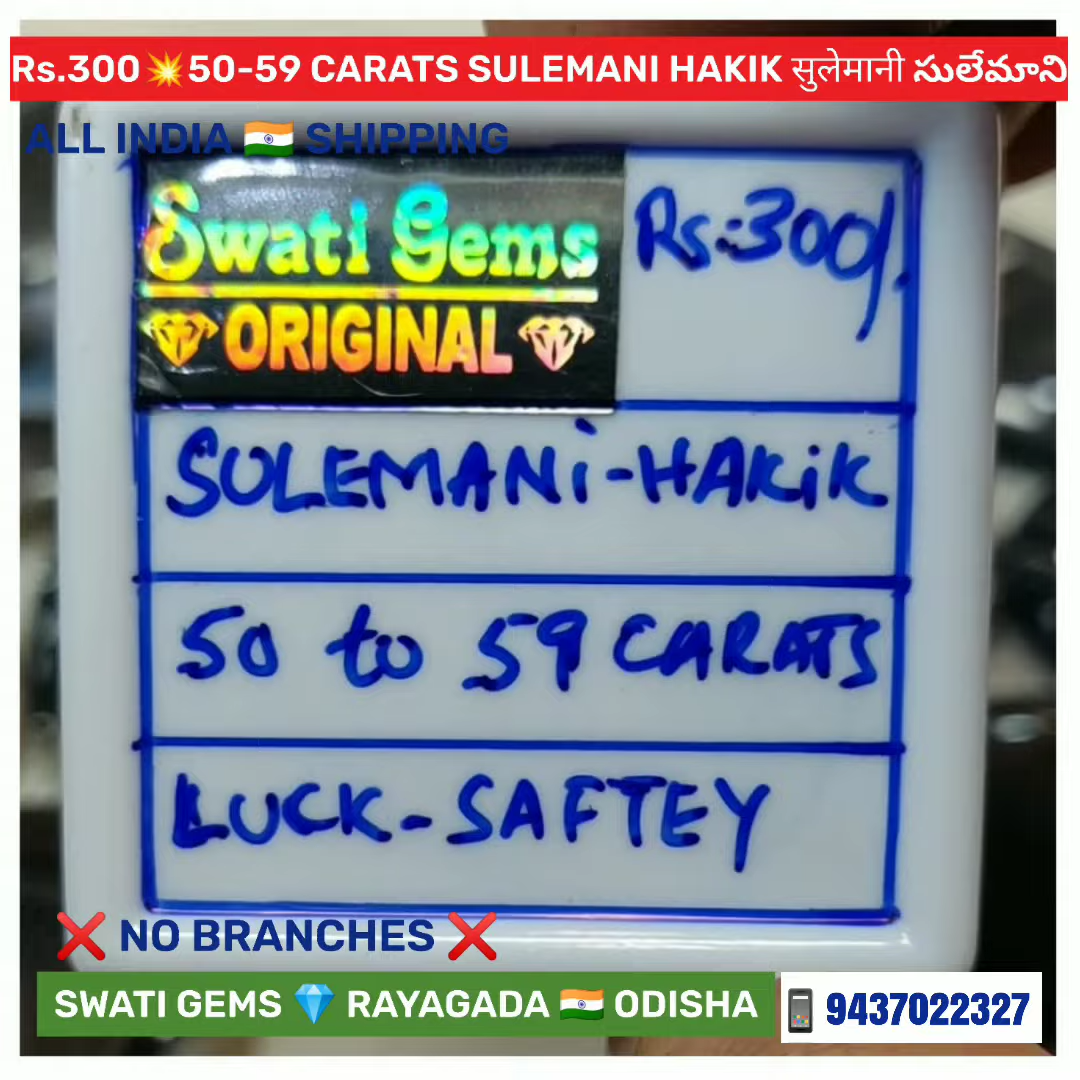 Rs.300💥50-59 CARATS SULEMANI HAKIK सुलेमानी సులేమాని
ALL INDIA 🇮🇳 SHIPPING
Swati Gems
ORIGINAL
Rs:300/.
SULEMANi-HAKiK
50 to 59 CARATS
LUCK-SAFTEY
❌ NO BRANCHES ❌
SWATI GEMS 💎 RAYAGADA 🇮🇳 ODISHA
📱 9437022327